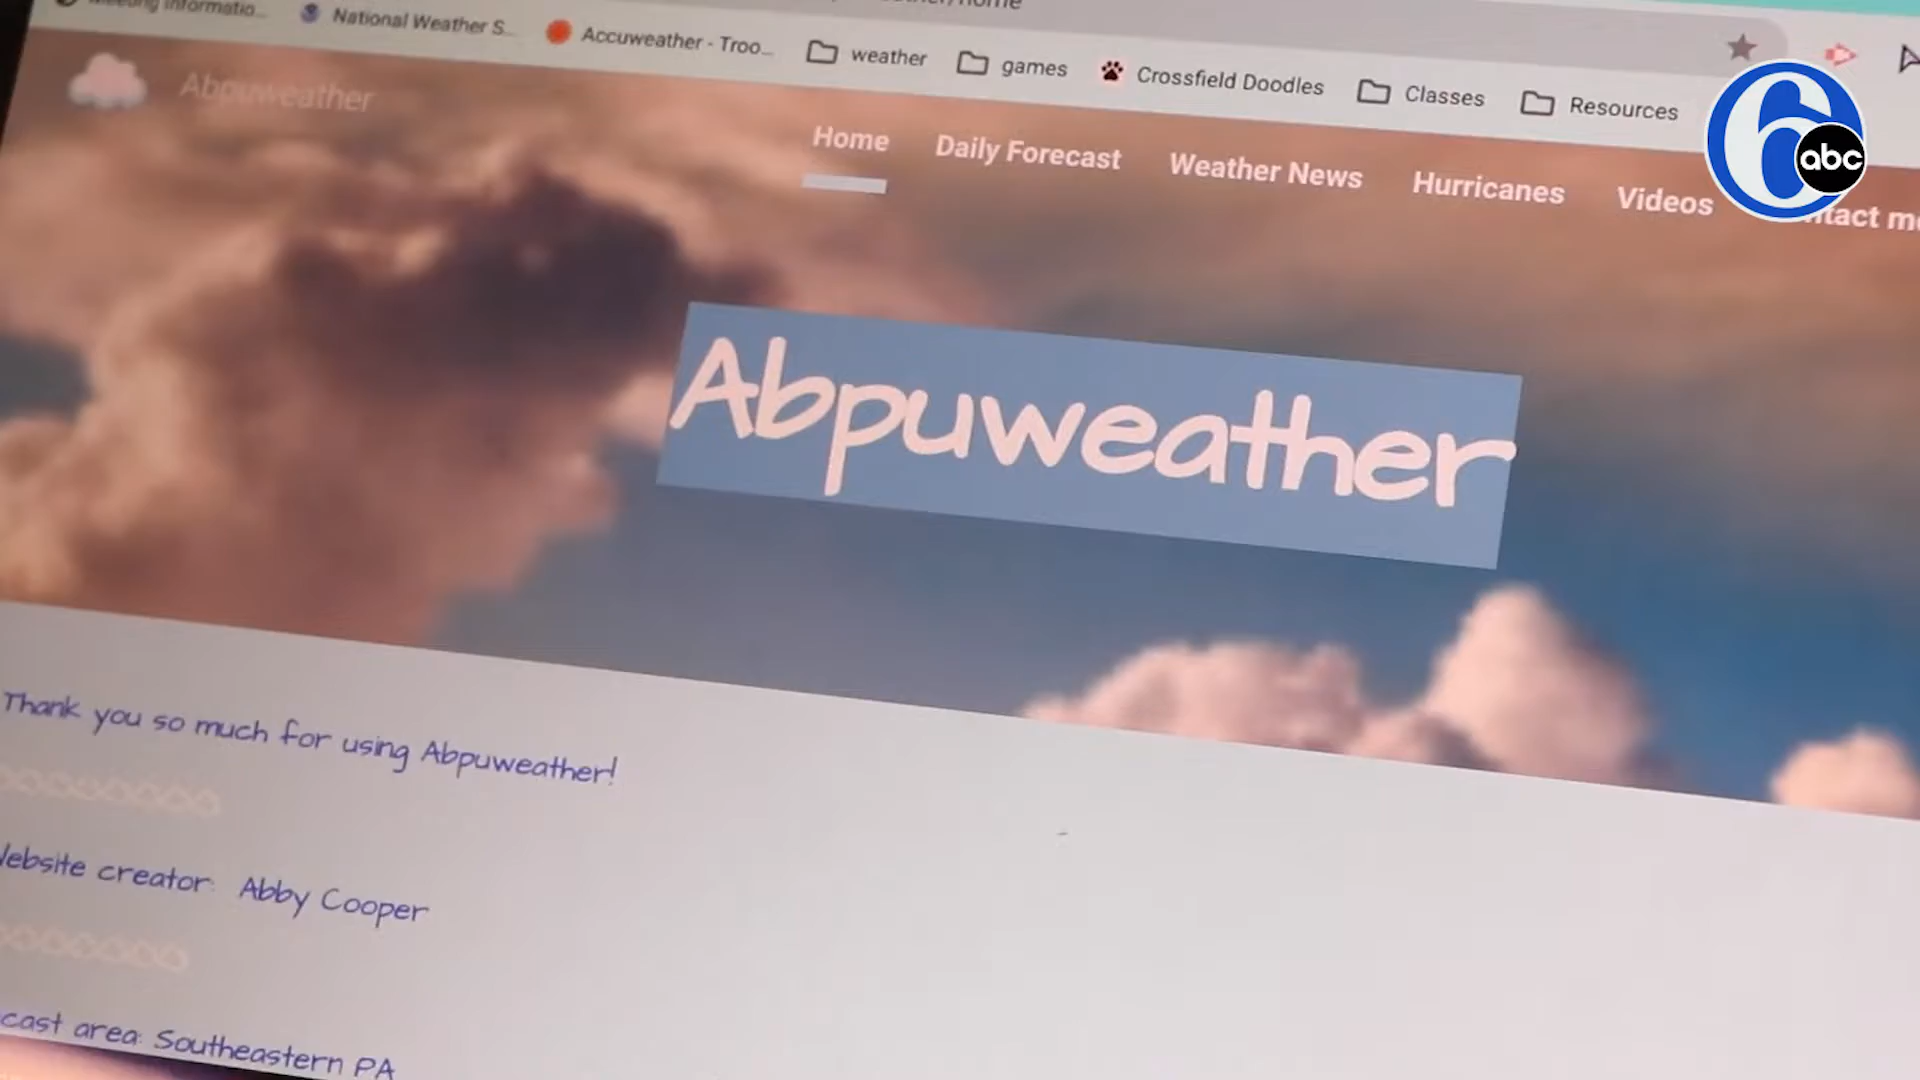 National Weather S...
Accuweather - Troo...
weather
games
Crossfield Doodles
Classes
Resources
Abpuweather
Home
Daily Forecast
Weather News
Hurricanes
Videos
6
abc
Abpuweather
Thank you so much for using Abpuweather!
ebsite creator: Abby Cooper
cast area: Southeastern PA